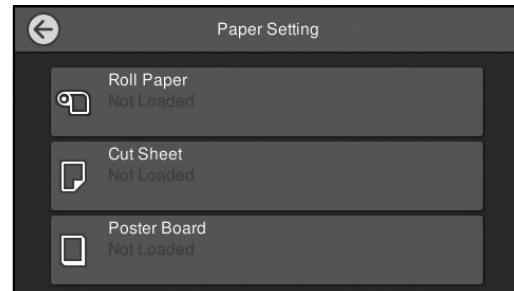 Paper Setting
Roll Paper
Not Loaded
Cut Sheet
Not Loaded
Poster Board
Not Loaded